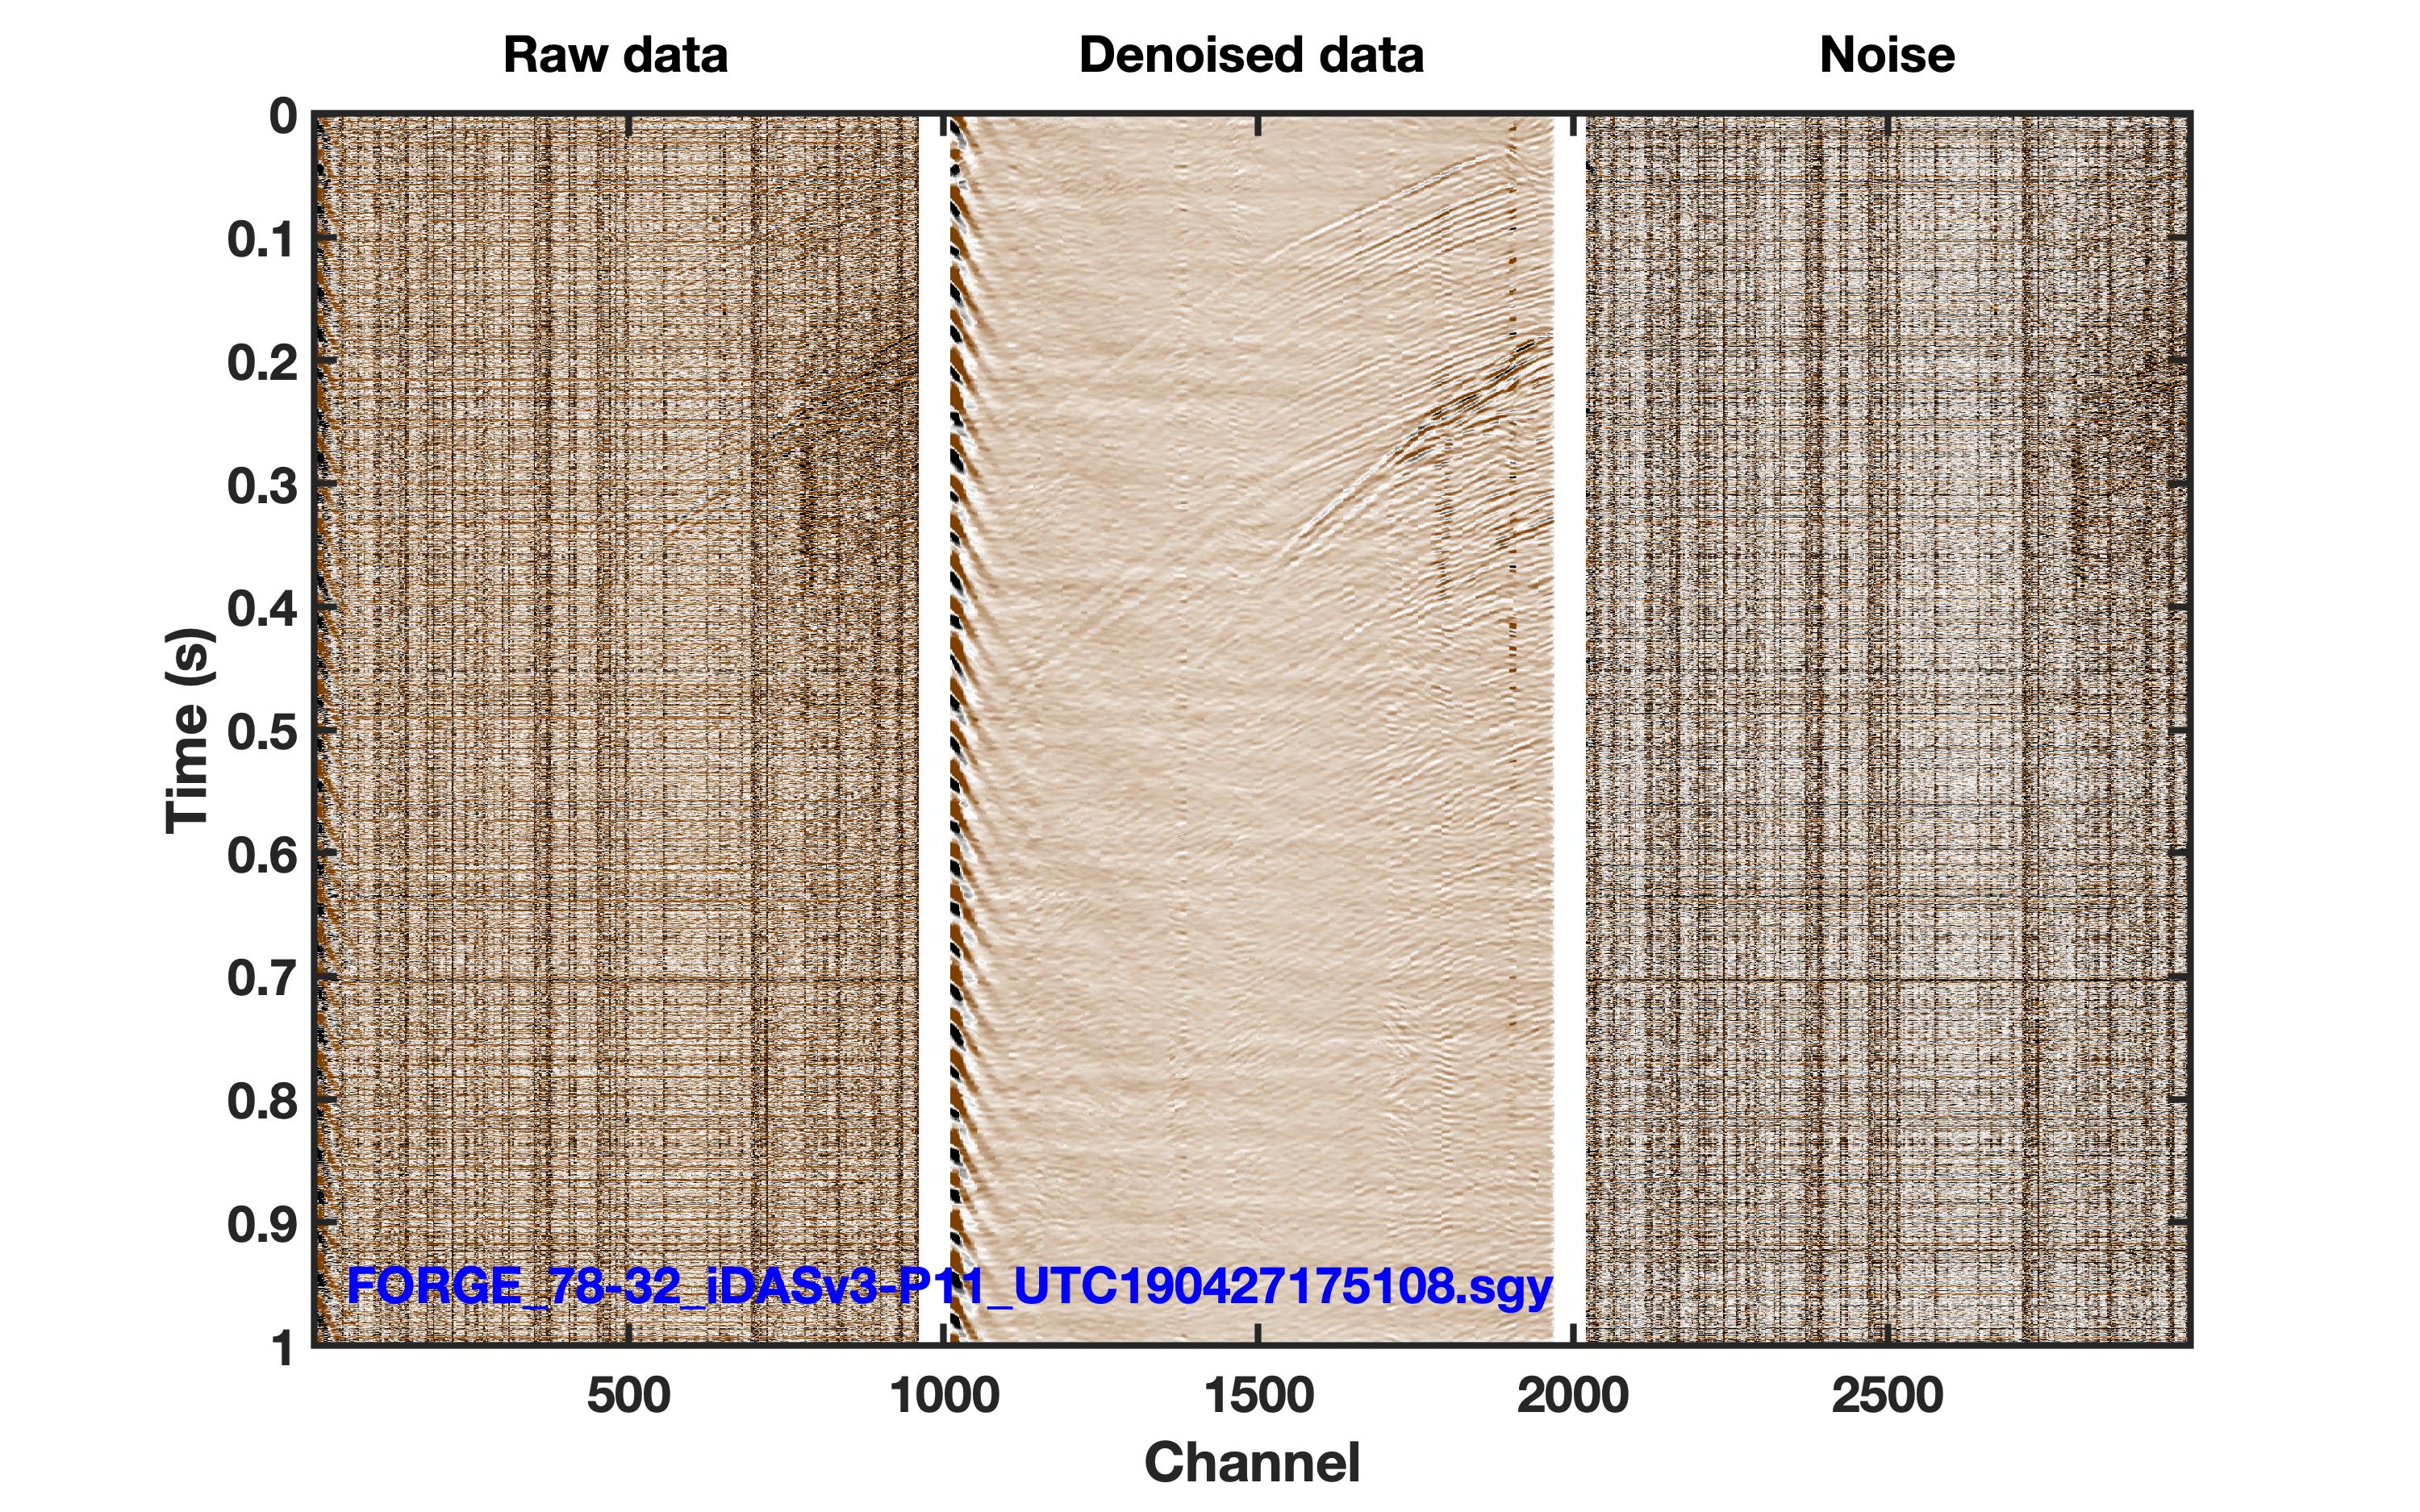 Raw data
Denoised data
Noise
0
0.1
0.2
0.3
0.4
0.5
0.6
0.7
0.8
0.9
1
Time (s)
FORGE_78-32_iDASv3-P11_UTC190427175108.sgy
500
1000
1500
2000
2500
Channel